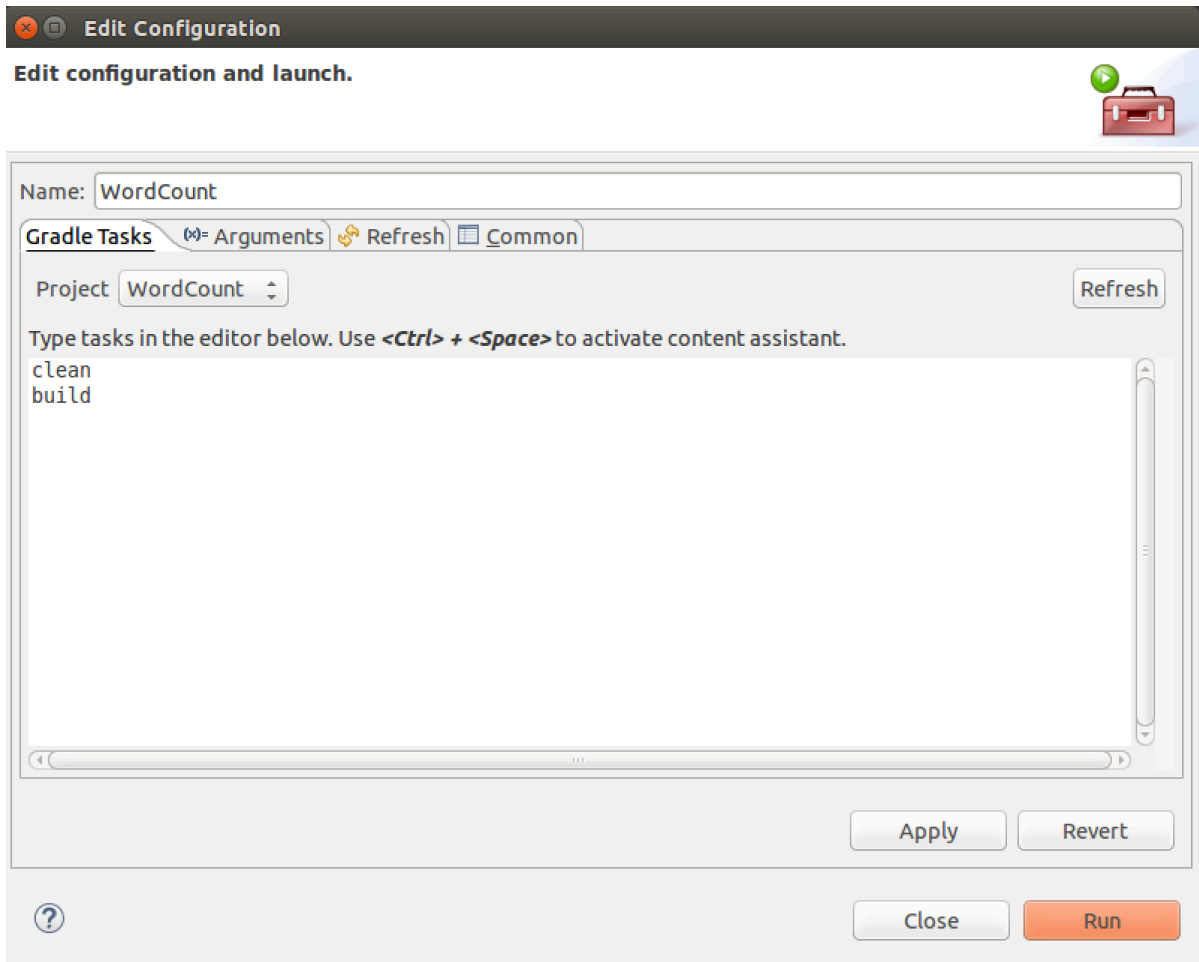 Edit Configuration
Edit configuration and launch.
Name: WordCount
Gradle Tasks (x)= Arguments Refresh Common
Project WordCount Refresh
Type tasks in the editor below. Use <Ctrl> + <Space> to activate content assistant.
clean
build
Apply Revert
? Close Run